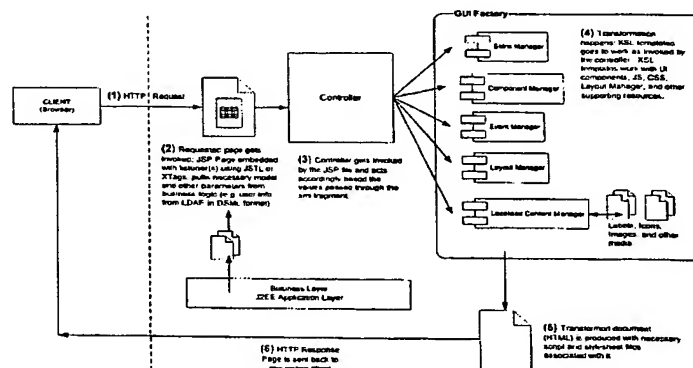 GUI Factory
(1) HTTP Request
CLIENT
(Browser)
Controller
Skins Manager
Component Manager
Event Manager
Layout Manager
Localized Content Manager
(4) Transformation
happens: XSL templates
goes to work as invoked by
the controller. XSL
templates work with UI
components, JS, CSS,
Layout Manager, and other
supporting resources.
(2) Requested page gets
invoked; JSP Page embedded
with listener(s) using JSTL or
XTags, pulls necessary model
and other parameters from
business logic (e.g. user info
from LDAP in DSML format)
(3) Controller gets invoked
by the JSP file and acts
accordingly based the
values passed through the
xml fragment.
Labels, Icons,
Images, and other
media
Business Layer
J2EE Application Layer
(5) Transformed document
(HTML) is produced with necessary
script and style-sheet files
associated with it
(6) HTTP Response
Page is sent back to